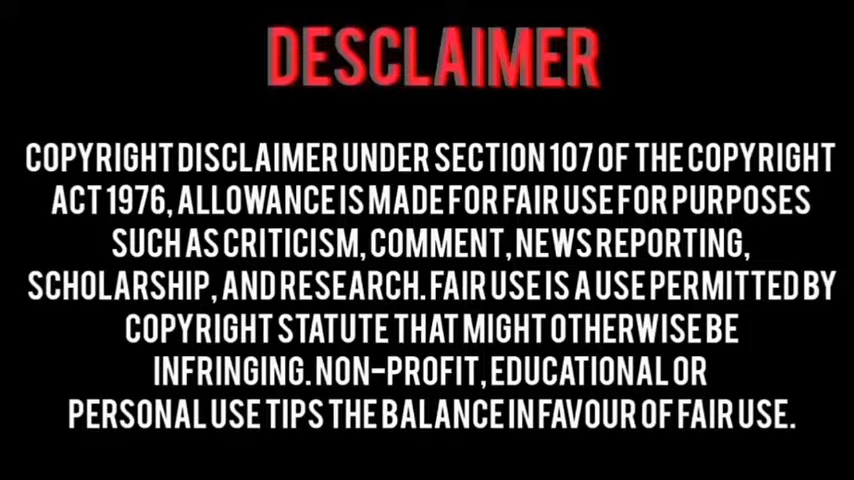 DESCLAIMER
COPYRIGHT DISCLAIMER UNDER SECTION 107 OF THE COPYRIGHT
ACT 1976, ALLOWANCE IS MADE FOR FAIR USE FOR PURPOSES
SUCH AS CRITICISM, COMMENT, NEWS REPORTING,
SCHOLARSHIP, AND RESEARCH. FAIR USE IS A USE PERMITTED BY
COPYRIGHT STATUTE THAT MIGHT OTHERWISE BE
INFRINGING. NON-PROFIT, EDUCATIONAL OR
PERSONAL USE TIPS THE BALANCE IN FAVOUR OF FAIR USE.